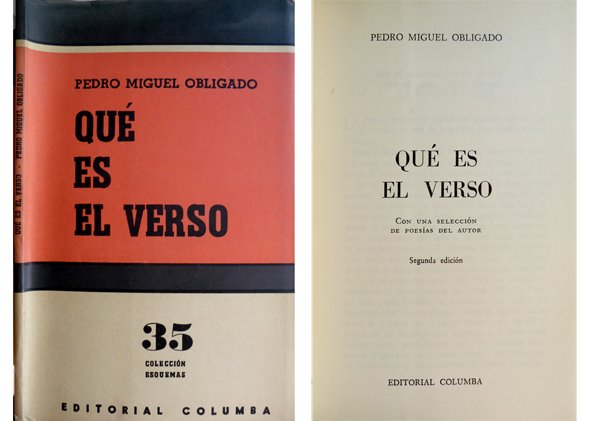 QUÉ ES EL VERSO - PEDRO MIGUEL OBLIGADO
PEDRO MIGUEL OBLIGADO
QUÉ
ES
EL VERSO
35
COLECCIÓN
ESQUEMAS
EDITORIAL COLUMBA
PEDRO MIGUEL OBLIGADO
QUÉ ES
EL VERSO
Con una selección
de poesías del autor
Segunda edición
EDITORIAL COLUMBA